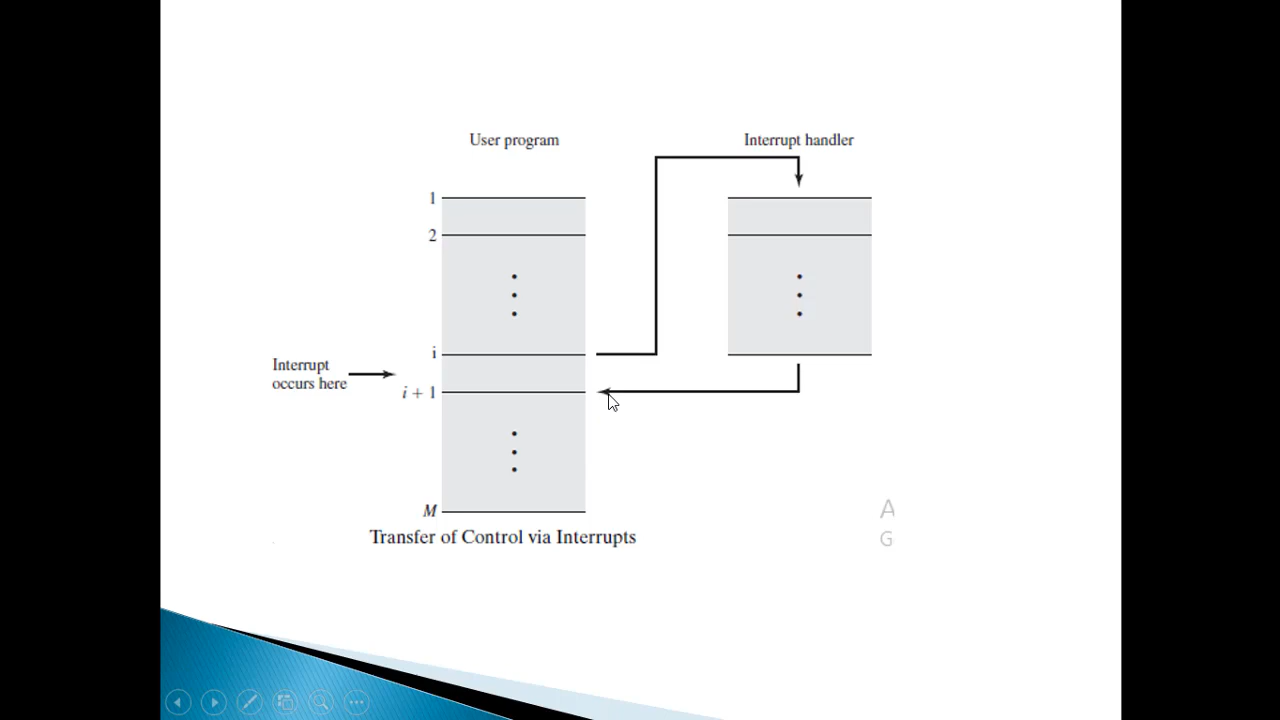 User program
Interrupt handler
1
2
i
Interrupt
occurs here
i + 1
M
Transfer of Control via Interrupts
A
G